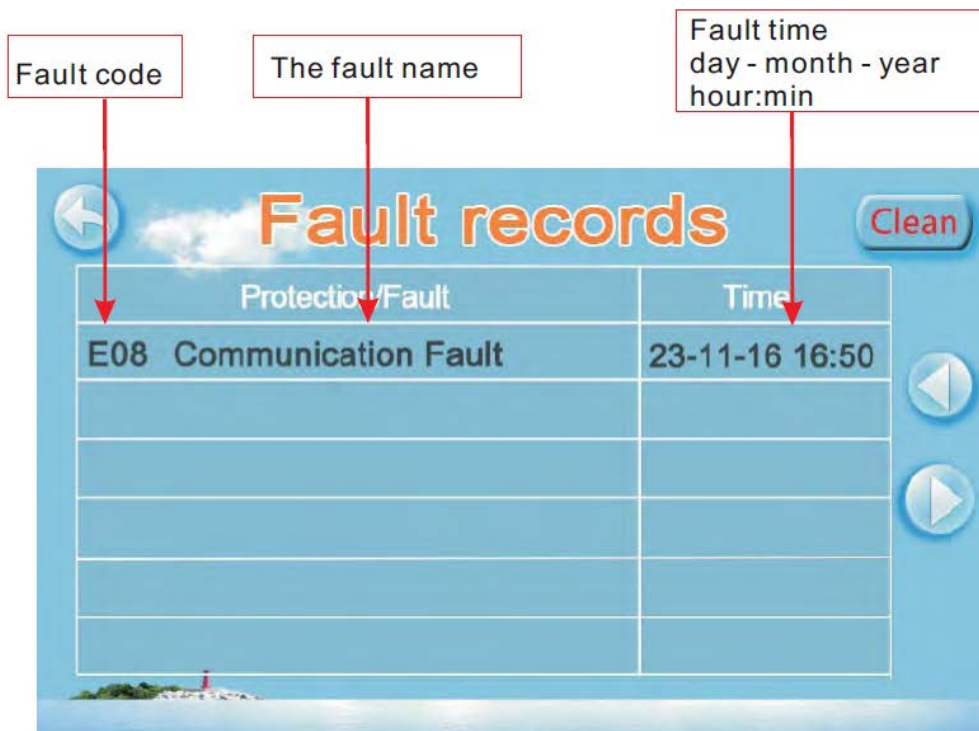 Fault code
The fault name
Fault time
day - month - year
hour:min
Fault records
Clean
Protection/Fault
Time
E08 Communication Fault
23-11-16 16:50